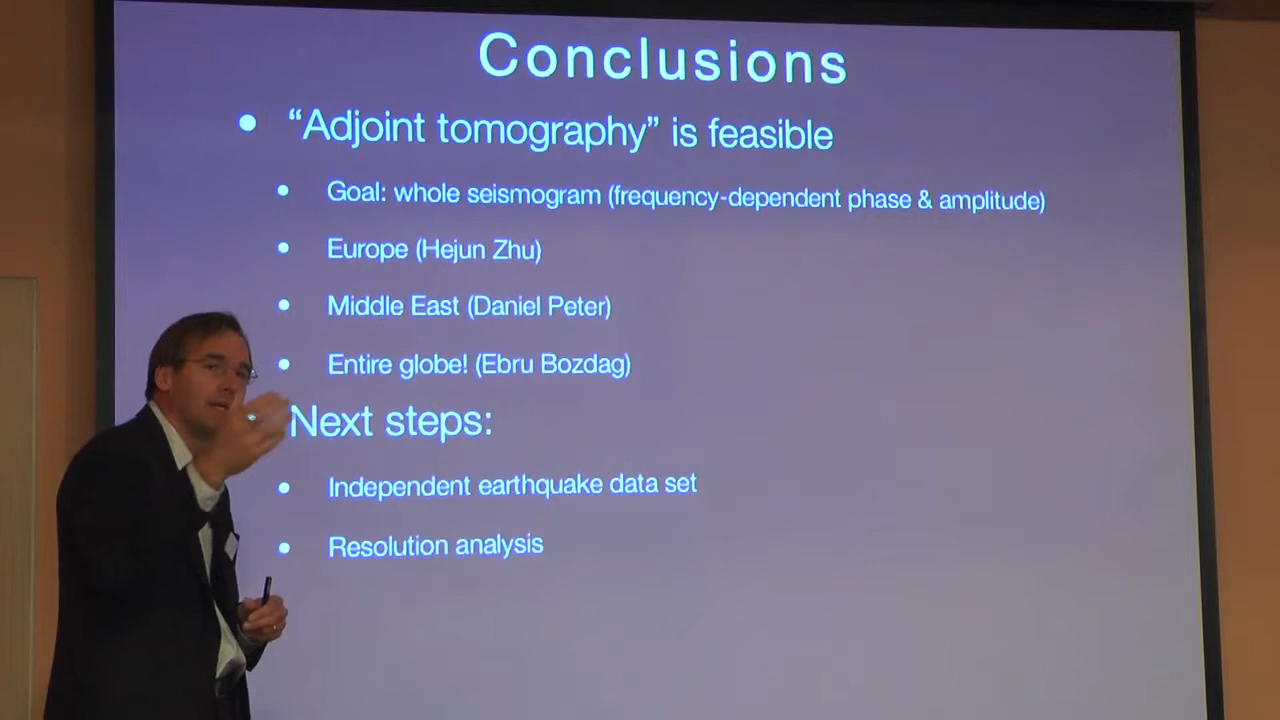 Conclusions
“Adjoint tomography” is feasible
Goal: whole seismogram (frequency-dependent phase & amplitude)
Europe (Hejun Zhu)
Middle East (Daniel Peter)
Entire globe! (Ebru Bozdag)
Next steps:
Independent earthquake data set
Resolution analysis